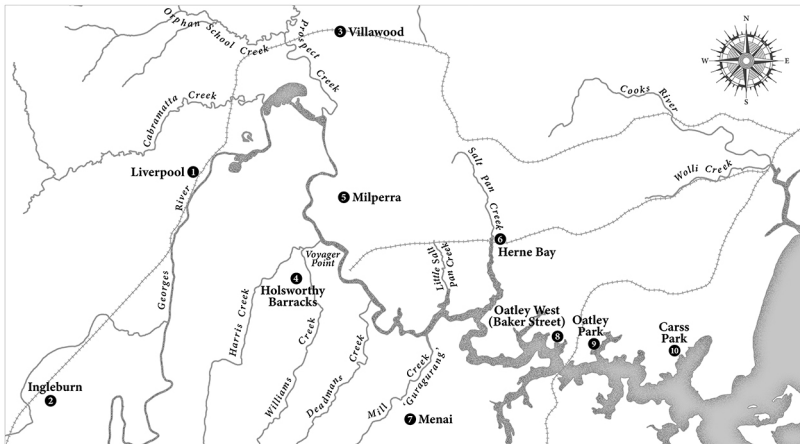 Orphan School Creek
Prospect Creek
3 Villawood
N
W E
S
Cooks River
Cabramatta Creek
Liverpool 1
River
Georges
Salt Pan Creek
Wolli Creek
5 Milperra
6
Herne Bay
Voyager
Point
4
Holsworthy
Barracks
Little Salt
Pan Creek
Harris Creek
Williams Creek
Deadmans Creek
Mill Creek
'Guragurang'
Oatley West
(Baker Street)
8
Oatley
Park
9
Carss
Park
10
Ingleburn
2
7 Menai